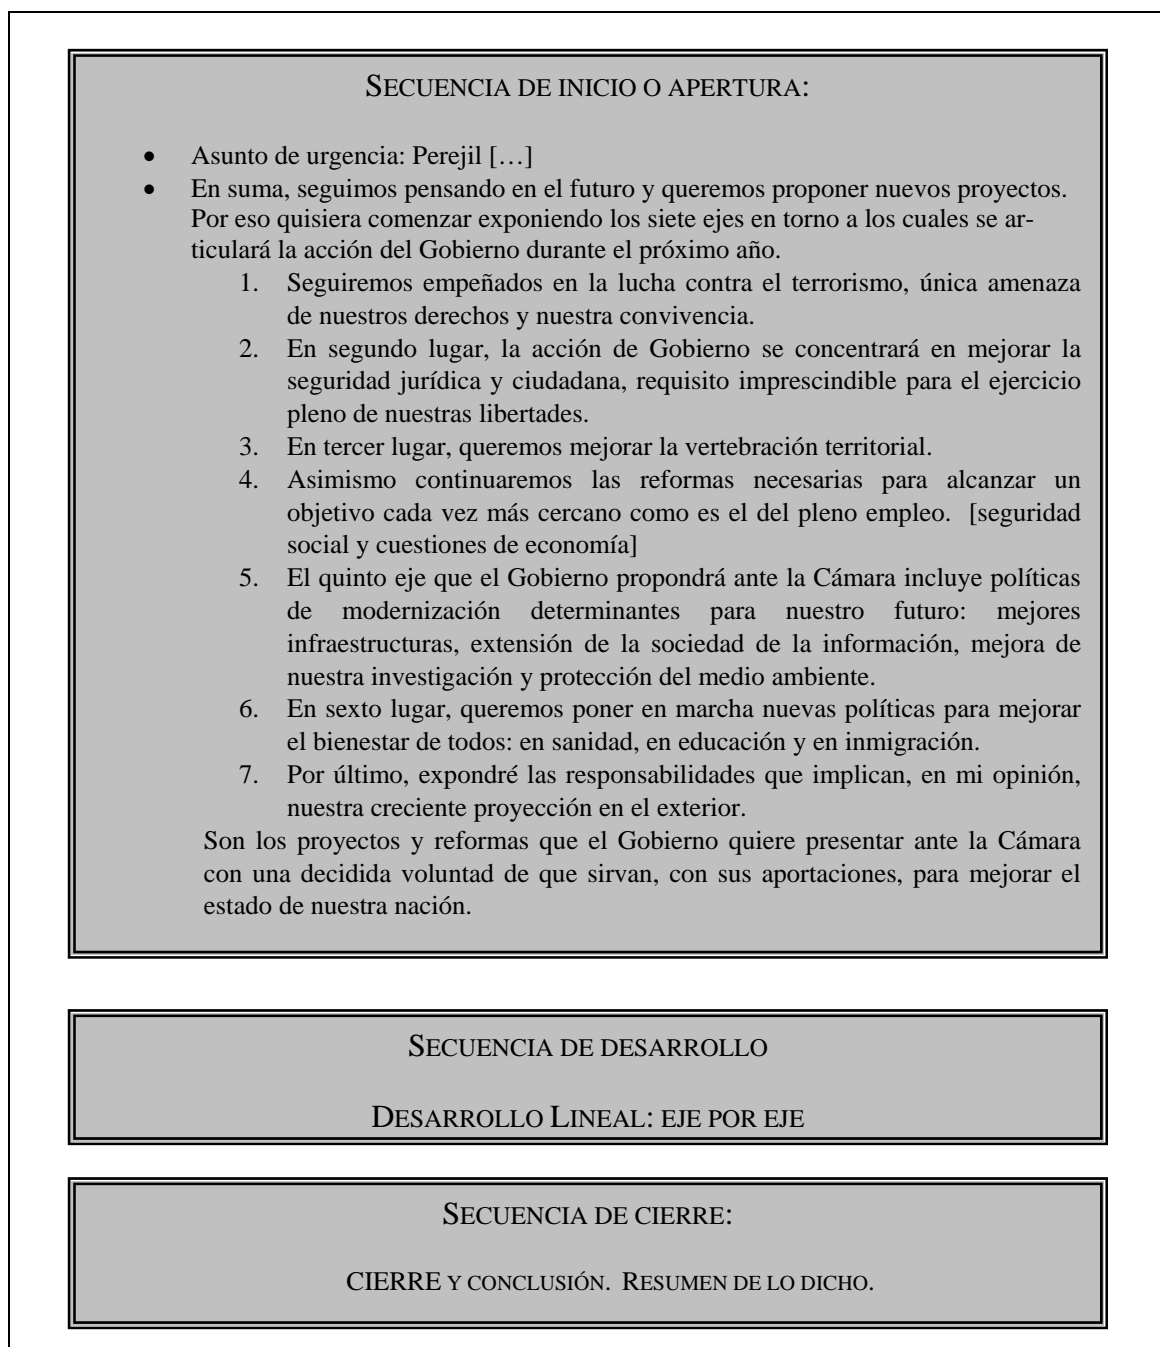 SECUENCIA DE INICIO O APERTURA:
• Asunto de urgencia: Perejil […]
• En suma, seguimos pensando en el futuro y queremos proponer nuevos proyectos.
Por eso quisiera comenzar exponiendo los siete ejes en torno a los cuales se ar-
ticulará la acción del Gobierno durante el próximo año.
1. Seguiremos empeñados en la lucha contra el terrorismo, única amenaza
de nuestros derechos y nuestra convivencia.
2. En segundo lugar, la acción de Gobierno se concentrará en mejorar la
seguridad jurídica y ciudadana, requisito imprescindible para el ejercicio
pleno de nuestras libertades.
3. En tercer lugar, queremos mejorar la vertebración territorial.
4. Asimismo continuaremos las reformas necesarias para alcanzar un
objetivo cada vez más cercano como es el del pleno empleo. [seguridad
social y cuestiones de economía]
5. El quinto eje que el Gobierno propondrá ante la Cámara incluye políticas
de modernización determinantes para nuestro futuro: mejores
infraestructuras, extensión de la sociedad de la información, mejora de
nuestra investigación y protección del medio ambiente.
6. En sexto lugar, queremos poner en marcha nuevas políticas para mejorar
el bienestar de todos: en sanidad, en educación y en inmigración.
7. Por último, expondré las responsabilidades que implican, en mi opinión,
nuestra creciente proyección en el exterior.
Son los proyectos y reformas que el Gobierno quiere presentar ante la Cámara
con una decidida voluntad de que sirvan, con sus aportaciones, para mejorar el
estado de nuestra nación.
SECUENCIA DE DESARROLLO
DESARROLLO LINEAL: EJE POR EJE
SECUENCIA DE CIERRE:
CIERRE Y CONCLUSIÓN. RESUMEN DE LO DICHO.